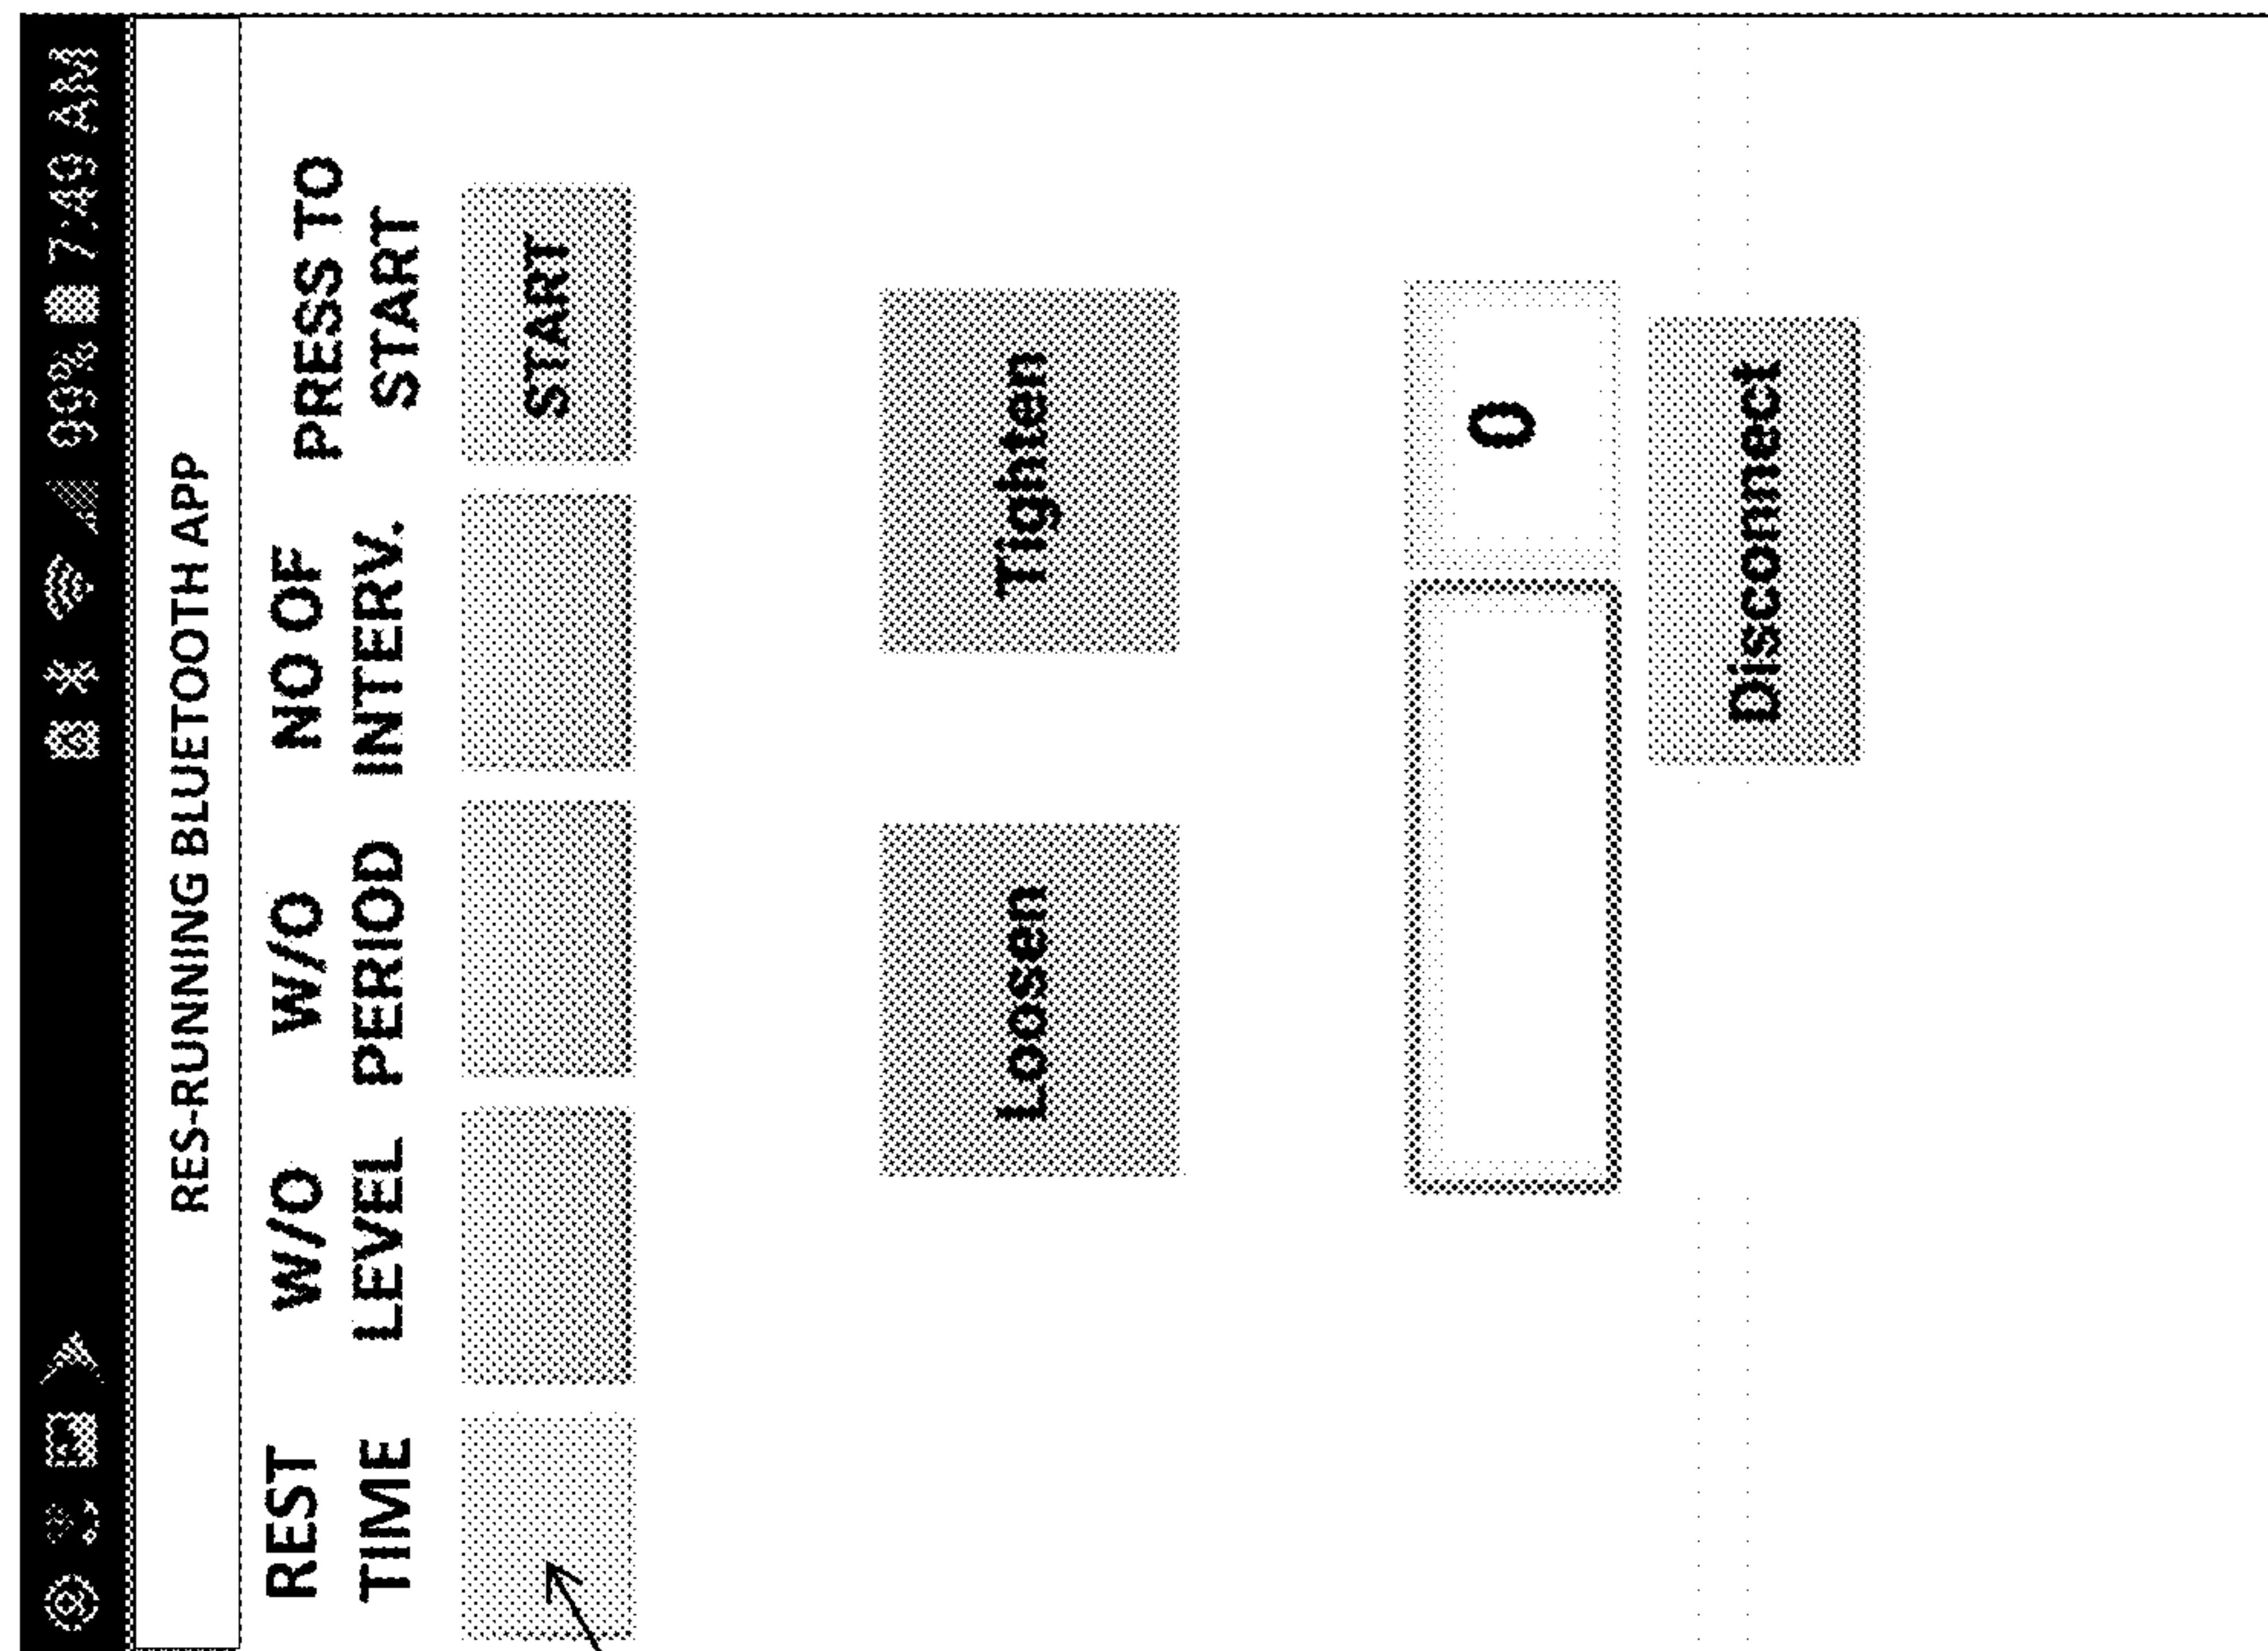 99% 7:49 AM
RES-RUNNING BLUETOOTH APP
REST TIME
W/O LEVEL
W/O PERIOD
NO OF INTERV.
PRESS TO START
START
Loosen
Tighten
0
Disconnect